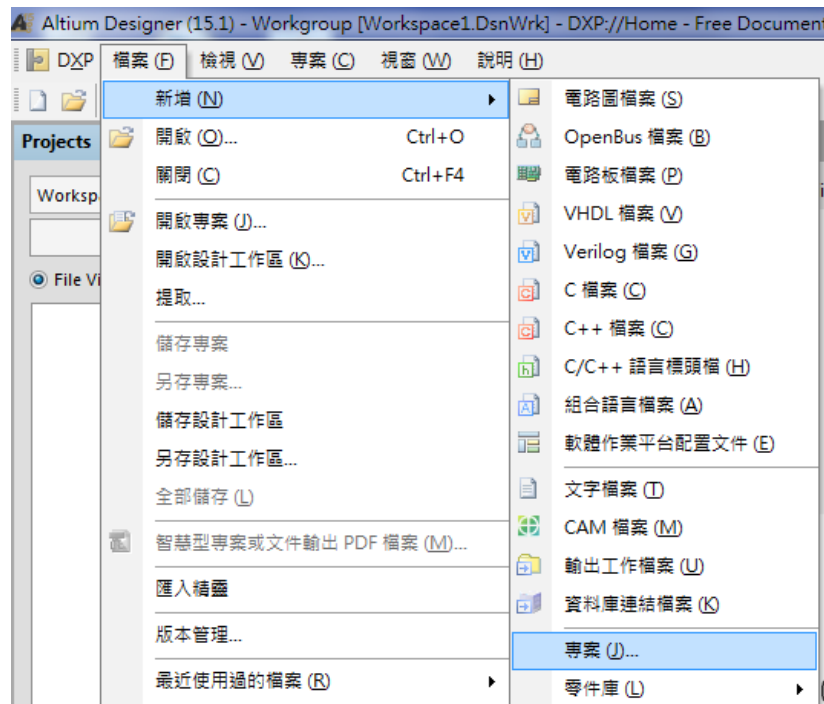 Altium Designer (15.1) - Workgroup [Workspace1.DsnWrk] - DXP://Home - Free Document
DXP 檔案 (F) 檢視 (V) 專案 (C) 視窗 (W) 說明 (H)
Projects
Worksp
File Vi
新增 (N)
開啟 (O)... Ctrl+O
關閉 (C) Ctrl+F4
開啟專案 (J)...
開啟設計工作區 (K)...
提取...
儲存專案
另存專案...
儲存設計工作區
另存設計工作區...
全部儲存 (L)
智慧型專案或文件輸出 PDF 檔案 (M)...
匯入精靈
版本管理...
最近使用過的檔案 (R)
電路圖檔案 (S)
OpenBus 檔案 (B)
電路板檔案 (P)
VHDL 檔案 (V)
Verilog 檔案 (G)
C 檔案 (C)
C++ 檔案 (C)
C/C++ 語言標頭檔 (H)
組合語言檔案 (A)
軟體作業平台配置文件 (E)
文字檔案 (T)
CAM 檔案 (M)
輸出工作檔案 (U)
資料庫連結檔案 (K)
專案 (J)...
零件庫 (L)